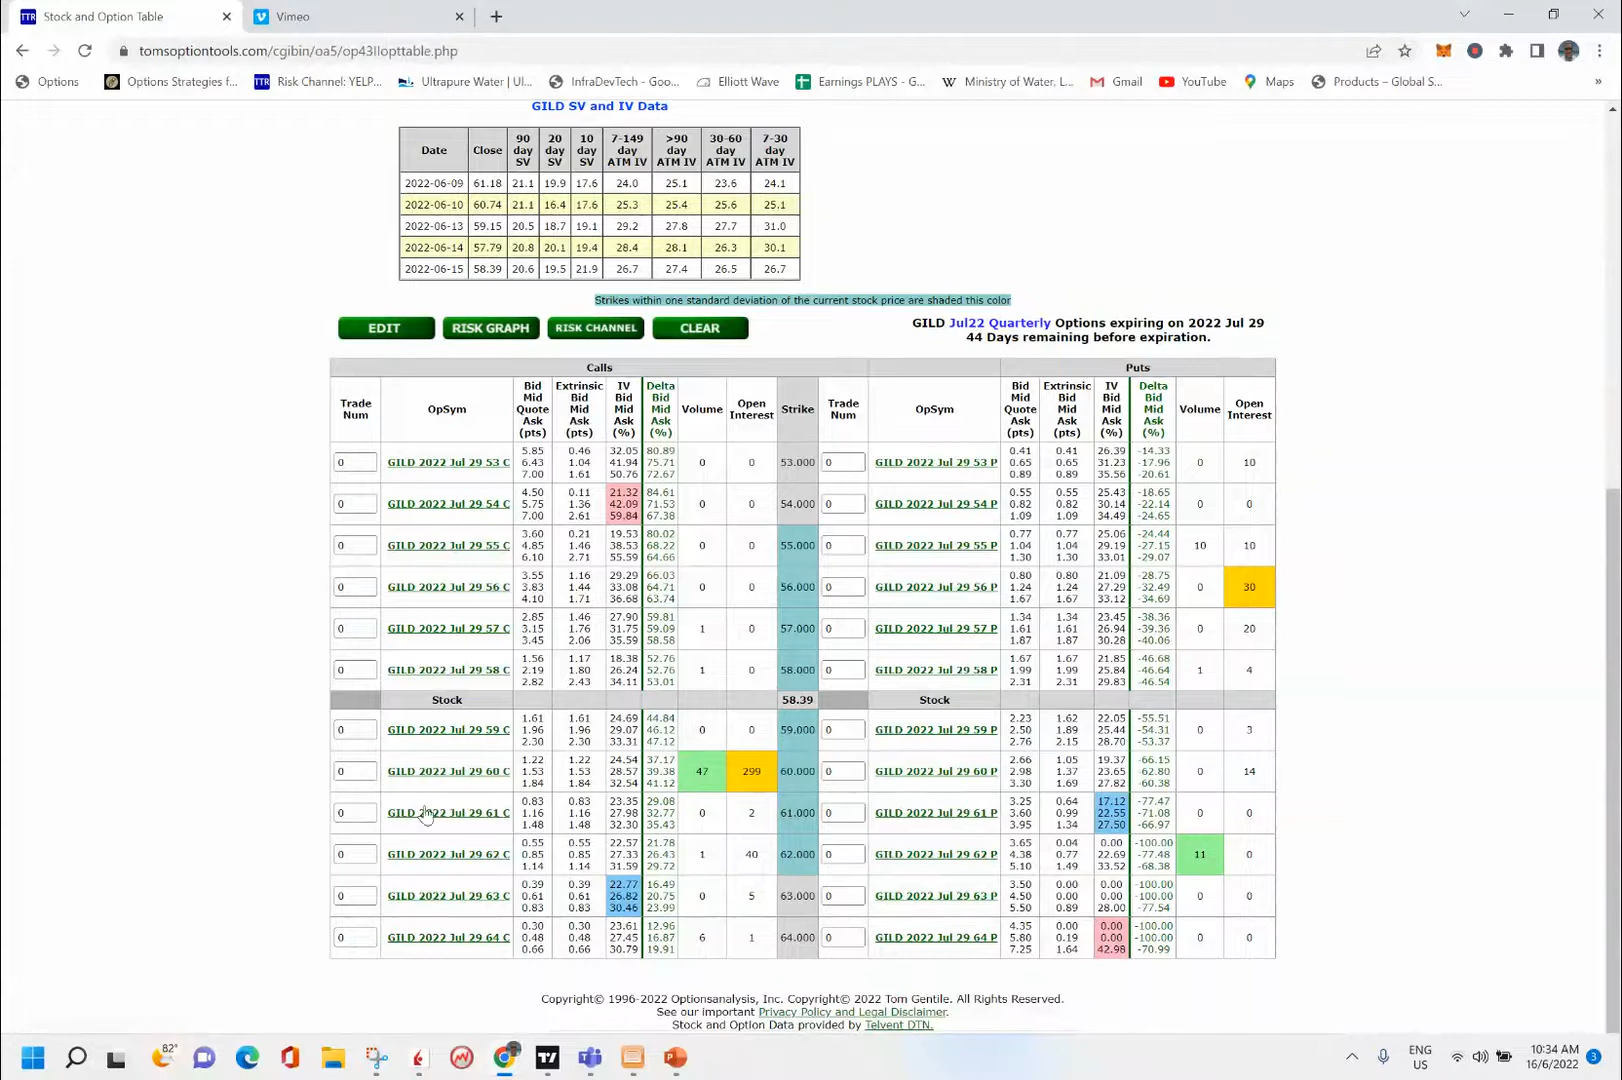 TTR Stock and Option Table
Vimeo
tomsoptiontools.com/cgibin/oa5/op43llopttable.php
Options
Options Strategies f...
TTR Risk Channel: YELP...
Ultrapure Water | Ul...
InfraDevTech - Goo...
Elliott Wave
Earnings PLAYS - G...
W Ministry of Water, I...
Gmail
YouTube
Maps
Products – Global S...
»
GILD SV and IV Data
Date Close 90 day SV 20 day SV 10 day SV 7-149 day ATM IV >90 day ATM IV 30-60 day ATM IV 7-30 day ATM IV
2022-06-09 61.18 21.1 19.9 17.6 24.0 25.1 23.6 24.1
2022-06-10 60.74 21.1 16.4 17.6 25.3 25.4 25.6 25.1
2022-06-13 59.15 20.5 18.7 19.1 29.2 27.8 27.7 31.0
2022-06-14 57.79 20.8 20.1 19.4 28.4 28.1 26.3 30.1
2022-06-15 58.39 20.6 19.5 21.9 26.7 27.4 26.5 26.7
Strikes within one standard deviation of the current stock price are shaded this color
EDIT RISK GRAPH RISK CHANNEL CLEAR
GILD Jul22 Quarterly Options expiring on 2022 Jul 29
44 Days remaining before expiration.
Calls Puts
Trade Num OpSym Bid Mid Quote Ask (pts) Extrinsic Bid Mid Ask (pts) IV Bid Mid Ask (%) Delta Bid Mid Ask (%) Volume Open Interest Strike Trade Num OpSym Bid Mid Quote Ask (pts) Extrinsic Bid Mid Ask (pts) IV Bid Mid Ask (%) Delta Bid Mid Ask (%) Volume Open Interest
5.85 0.46 32.05 80.89 0.41 0.41 26.39 -14.33
0 GILD 2022 Jul 29 53 C 6.43 1.04 41.94 75.71 0 0 53.000 0 GILD 2022 Jul 29 53 P 0.65 0.65 31.23 -17.96 0 10
7.00 1.61 50.76 72.67 0.89 0.89 35.56 -20.61
4.50 0.11 21.32 84.61 0.55 0.55 25.43 -18.65
0 GILD 2022 Jul 29 54 C 5.75 1.36 42.09 71.53 0 0 54.000 0 GILD 2022 Jul 29 54 P 0.82 0.82 30.14 -22.14 0 0
7.00 2.61 59.84 67.38 1.09 1.09 34.49 -24.65
3.60 0.21 19.53 80.02 0.77 0.77 25.06 -24.44
0 GILD 2022 Jul 29 55 C 4.85 1.46 38.53 68.22 0 0 55.000 0 GILD 2022 Jul 29 55 P 1.04 1.04 29.19 -27.15 10 10
6.10 2.71 55.59 64.66 1.30 1.30 33.01 -29.07
3.55 1.16 29.29 66.03 0.80 0.80 21.09 -28.75
0 GILD 2022 Jul 29 56 C 3.83 1.44 33.08 64.71 0 0 56.000 0 GILD 2022 Jul 29 56 P 1.24 1.24 27.29 -32.49 0 30
4.10 1.71 36.68 63.74 1.67 1.67 33.12 -34.69
2.85 1.46 27.90 59.81 1.34 1.34 23.45 -38.36
0 GILD 2022 Jul 29 57 C 3.15 1.76 31.75 59.09 1 0 57.000 0 GILD 2022 Jul 29 57 P 1.61 1.61 26.94 -39.36 0 20
3.45 2.06 35.59 58.58 1.87 1.87 30.28 -40.06
1.56 1.17 18.38 52.76 1.67 1.67 21.85 -46.68
0 GILD 2022 Jul 29 58 C 2.19 1.80 26.24 52.76 1 0 58.000 0 GILD 2022 Jul 29 58 P 1.99 1.99 25.84 -46.64 1 4
2.82 2.43 34.11 53.01 2.31 2.31 29.83 -46.54
Stock 58.39 Stock
1.61 1.61 24.69 44.84 2.23 1.62 22.05 -55.51
0 GILD 2022 Jul 29 59 C 1.96 1.96 29.07 46.12 0 0 59.000 0 GILD 2022 Jul 29 59 P 2.50 1.89 25.44 -54.31 0 3
2.30 2.30 33.31 47.12 2.76 2.15 28.70 -53.37
1.22 1.22 24.54 37.17 2.66 1.05 19.37 -66.15
0 GILD 2022 Jul 29 60 C 1.53 1.53 28.57 39.38 47 299 60.000 0 GILD 2022 Jul 29 60 P 2.98 1.37 23.65 -62.80 0 14
1.84 1.84 32.54 41.12 3.30 1.69 27.82 -60.38
0.83 0.83 23.35 29.08 3.25 0.64 17.12 -77.47
0 GILD 2022 Jul 29 61 C 1.16 1.16 27.98 32.77 0 2 61.000 0 GILD 2022 Jul 29 61 P 3.60 0.99 22.55 -71.08 0 0
1.48 1.48 32.30 35.43 3.95 1.34 27.50 -66.97
0.55 0.55 22.57 21.78 3.65 0.04 0.00 -100.00
0 GILD 2022 Jul 29 62 C 0.85 0.85 27.33 26.43 1 40 62.000 0 GILD 2022 Jul 29 62 P 4.38 0.77 22.69 -77.48 11 0
1.14 1.14 31.59 29.72 5.10 1.49 33.52 -68.38
0.39 0.39 22.77 16.49 3.50 0.00 0.00 -100.00
0 GILD 2022 Jul 29 63 C 0.61 0.61 26.82 20.75 0 5 63.000 0 GILD 2022 Jul 29 63 P 4.50 0.00 0.00 -100.00 0 0
0.83 0.83 30.46 23.99 5.50 0.89 28.00 -77.54
0.30 0.30 23.61 12.96 4.35 0.00 0.00 -100.00
0 GILD 2022 Jul 29 64 C 0.48 0.48 27.45 16.87 6 1 64.000 0 GILD 2022 Jul 29 64 P 5.80 0.19 0.00 -100.00 0 0
0.66 0.66 30.79 19.91 7.25 1.64 42.98 -70.99
Copyright© 1996-2022 Optionsanalysis, Inc. Copyright© 2022 Tom Gentile. All Rights Reserved.
See our important Privacy Policy and Legal Disclaimer.
Stock and Option Data provided by Telvent DTN.
82°
ENG
US
10:34 AM
16/6/2022
3